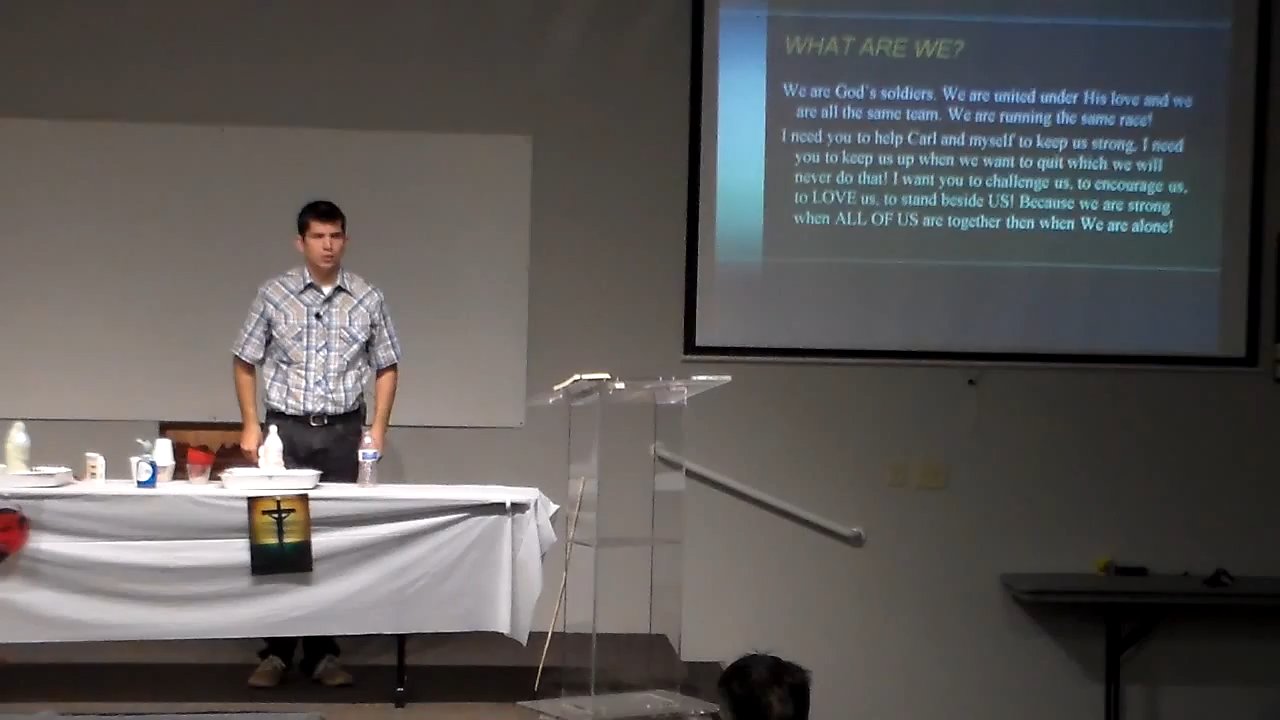 WHAT ARE WE?
We are God's soldiers. We are united under His love and we
are all the same team. We are running the same race!
I need you to help Carl and myself to keep us strong. I need
you to keep us up when we want to quit which we will
never do that! I want you to challenge us, to encourage us,
to LOVE us, to stand beside US! Because we are strong
when ALL OF US are together then when We are alone!